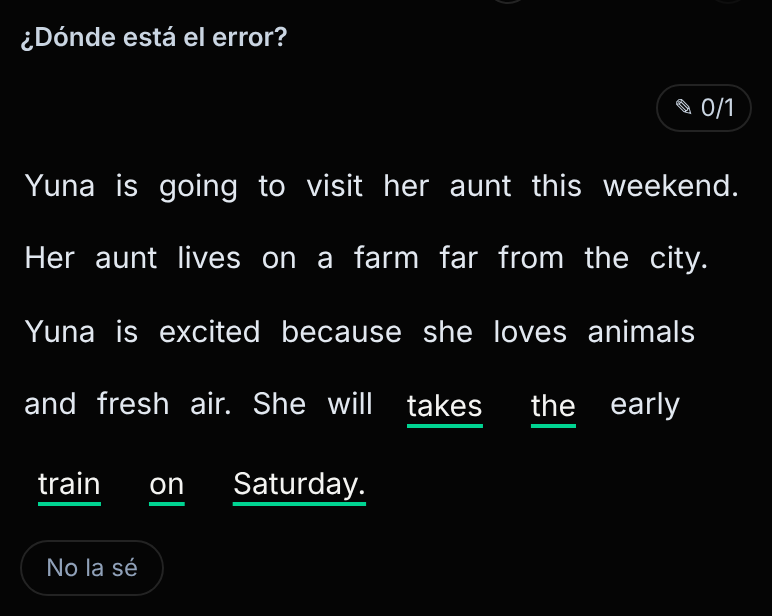 ¿Dónde está el error?
✎ 0/1
Yuna is going to visit her aunt this weekend.
Her aunt lives on a farm far from the city.
Yuna is excited because she loves animals
and fresh air. She will takes the early
train on Saturday.
No la sé